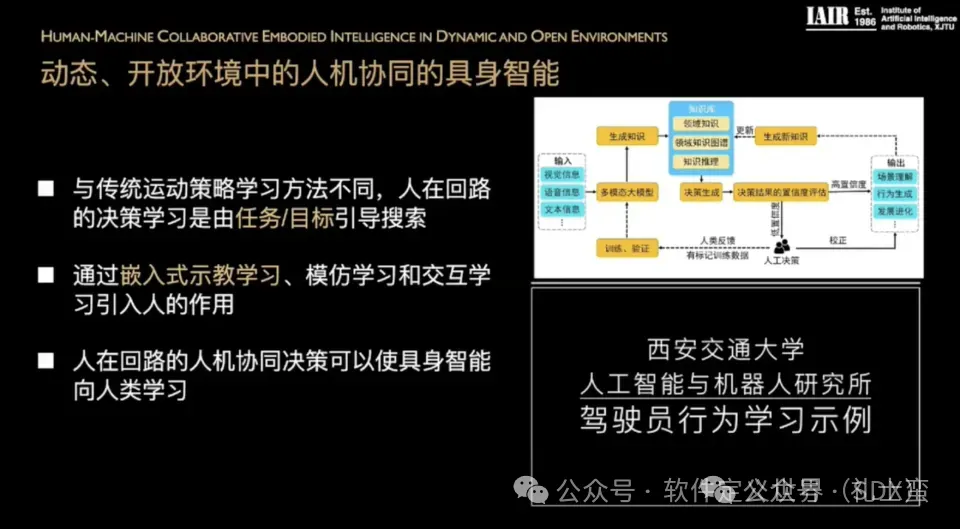 IAIR Est. 1986 Institute of Artificial Intelligence and Robotics, XJTU
HUMAN-MACHINE COLLABORATIVE EMBODIED INTELLIGENCE IN DYNAMIC AND OPEN ENVIRONMENTS
动态、开放环境中的人机协同的具身智能
■ 与传统运动策略学习方法不同，人在回路
的决策学习是由任务/目标引导搜索
■ 通过嵌入式示教学习、模仿学习和交互学
习引入人的作用
■ 人在回路的人机协同决策可以使具身智能
向人类学习
知识库
领域知识
领域知识图谱
知识推理
生成知识
更新
生成新知识
输入
视觉信息
语音信息
文本信息
⋮
多模态大模型
决策生成
决策结果的置信度评估
高置信度
输出
场景理解
行为生成
发展进化
⋮
低置信度
训练、验证
人类反馈
有标记训练数据
人工决策
校正
西安交通大学
人工智能与机器人研究所
驾驶员行为学习示例
公众号 · 软件定义世界（SDX）